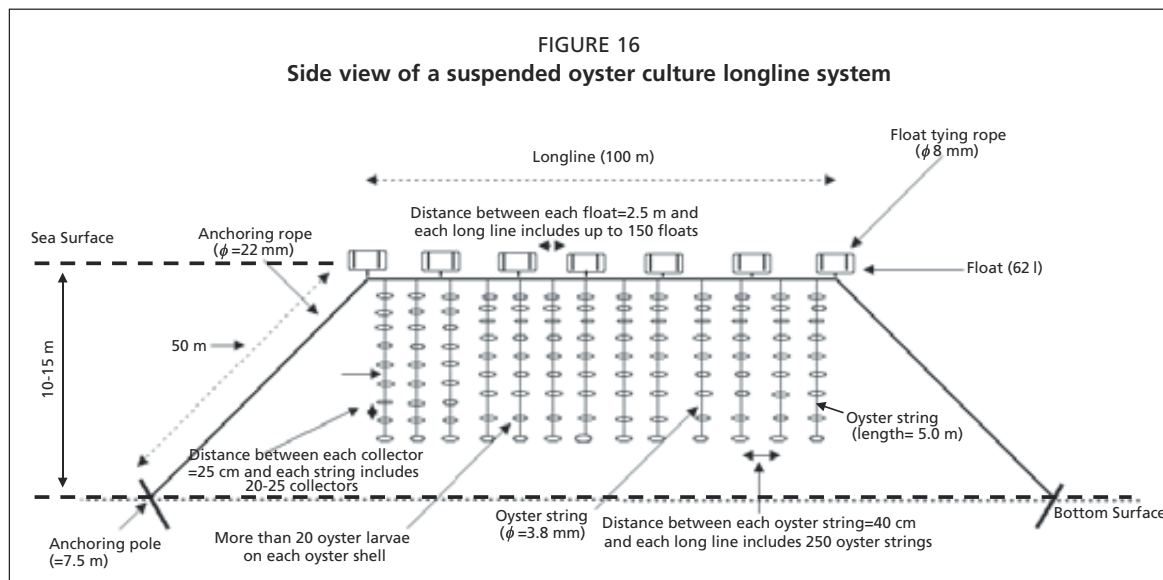 FIGURE 16
Side view of a suspended oyster culture longline system
Float tying rope
(ϕ 8 mm)
Longline (100 m)
Distance between each float=2.5 m and
each long line includes up to 150 floats
Sea Surface
Anchoring rope
(ϕ =22 mm)
Float (62 l)
50 m
10-15 m
Oyster string
(length= 5.0 m)
Distance between each collector
=25 cm and each string includes
20-25 collectors
Anchoring pole
(=7.5 m)
More than 20 oyster larvae
on each oyster shell
Oyster string
(ϕ =3.8 mm)
Distance between each oyster string=40 cm
and each long line includes 250 oyster strings
Bottom Surface